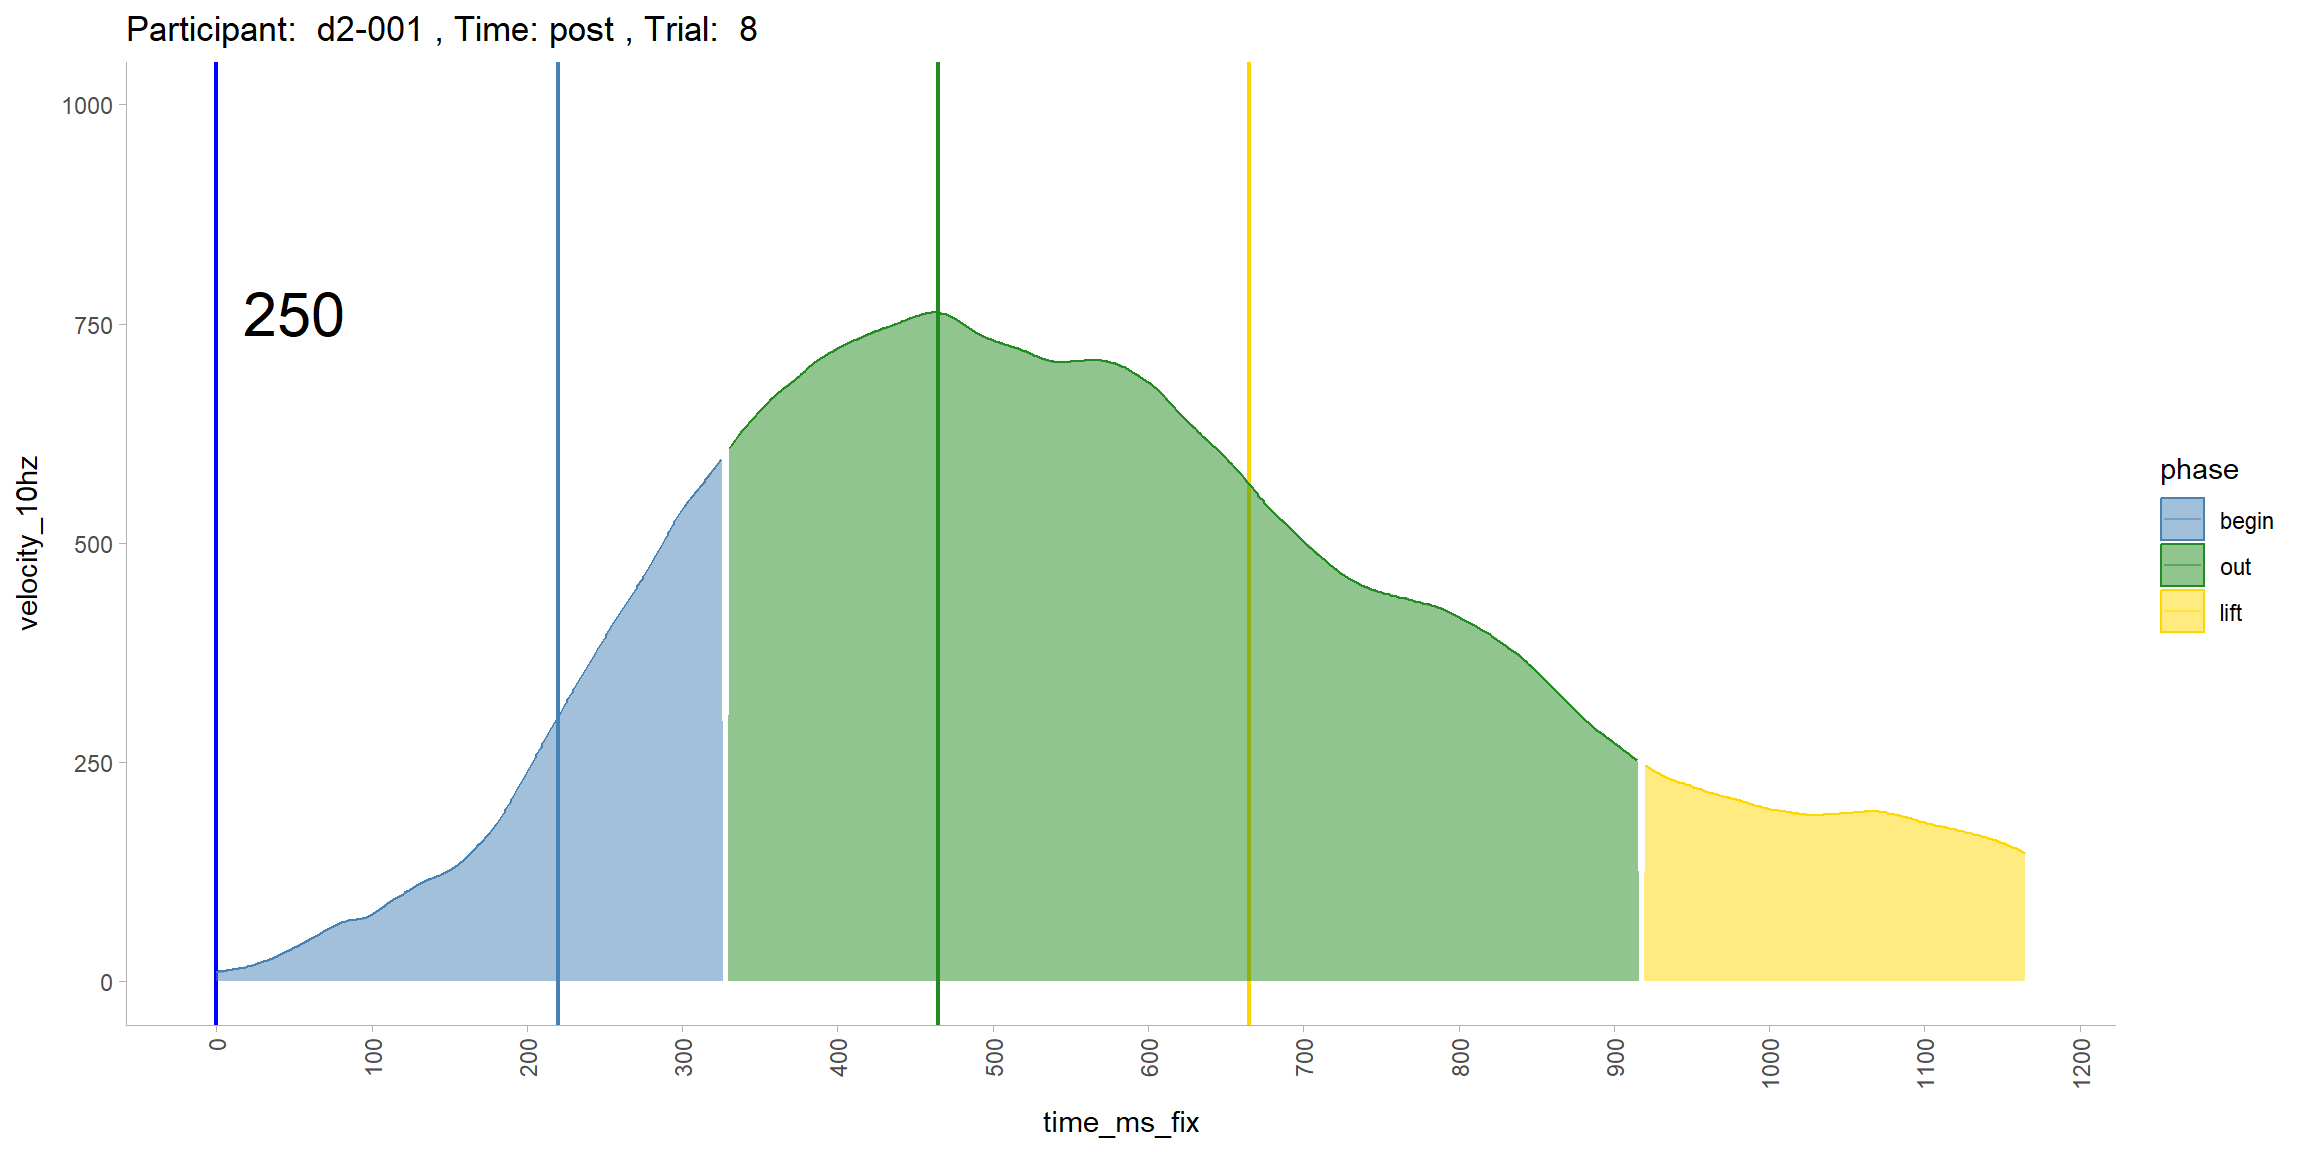 Participant:  d2-001 , Time: post , Trial:  8
1000
750
500
250
0
250
velocity_10hz
0
100
200
300
400
500
600
700
800
900
1000
1100
1200
time_ms_fix
phase
begin
out
lift